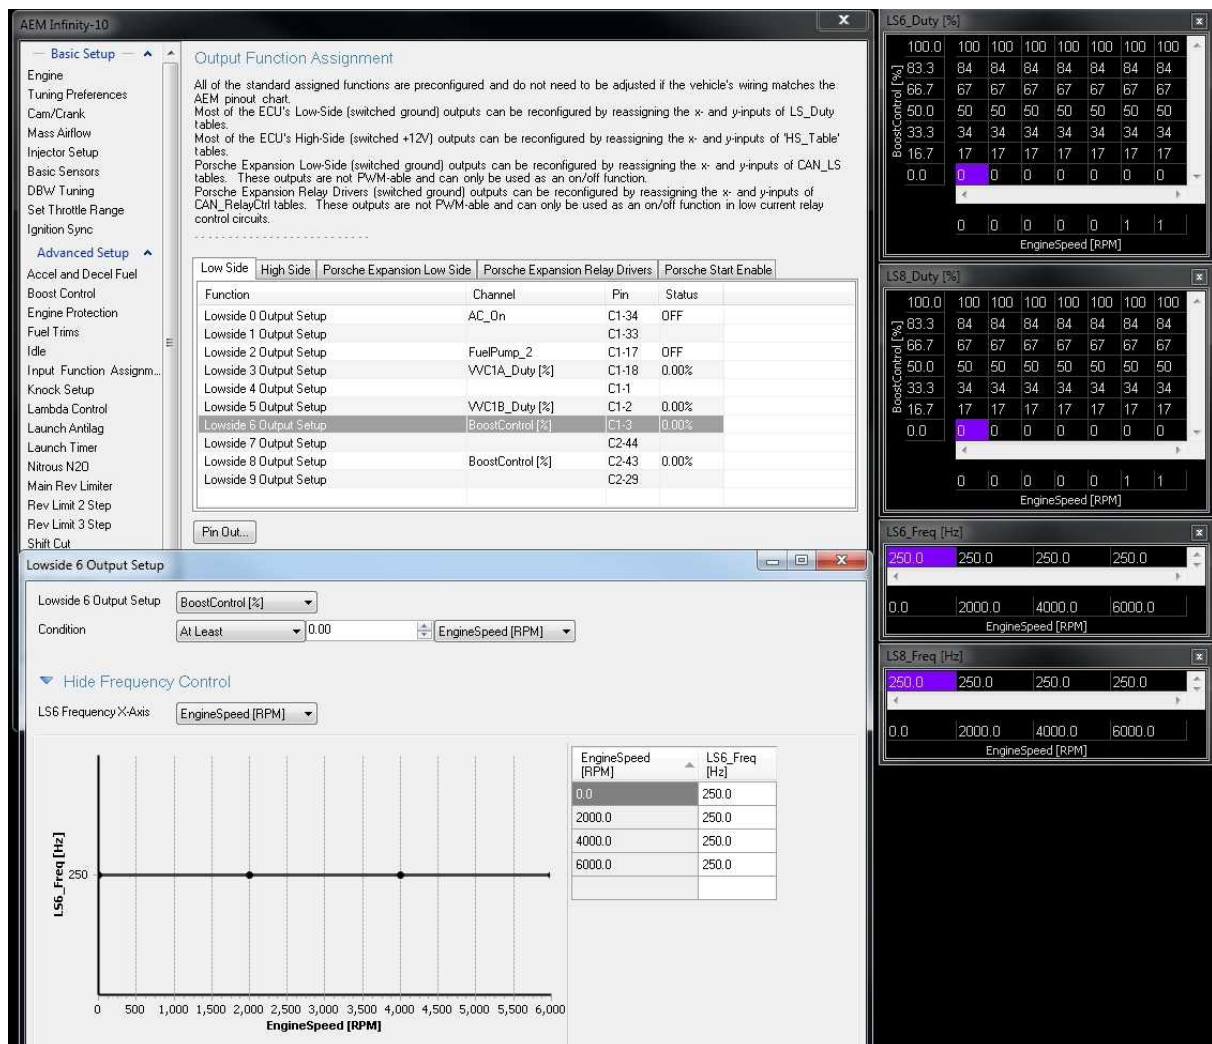 AEM Infinity-10
Basic Setup
Engine
Tuning Preferences
Cam/Crank
Mass Airflow
Injector Setup
Basic Sensors
DBW Tuning
Set Throttle Range
Ignition Sync
Advanced Setup
Accel and Decel Fuel
Boost Control
Engine Protection
Fuel Trims
Idle
Input Function Assignm...
Knock Setup
Lambda Control
Launch Antilag
Launch Timer
Nitrous N2O
Main Rev Limiter
Rev Limit 2 Step
Rev Limit 3 Step
Shift Cut
Output Function Assignment
All of the standard assigned functions are preconfigured and do not need to be adjusted if the vehicle's wiring matches the
AEM pinout chart.
Most of the ECU's Low-Side (switched ground) outputs can be reconfigured by reassigning the x- and y-inputs of LS_Duty
tables.
Most of the ECU's High-Side (switched +12V) outputs can be reconfigured by reassigning the x- and y-inputs of 'HS_Table'
tables.
Porsche Expansion Low-Side (switched ground) outputs can be reconfigured by reassigning the x- and y-inputs of CAN_LS
tables. These outputs are not PWM-able and can only be used as an on/off function.
Porsche Expansion Relay Drivers (switched ground) outputs can be reconfigured by reassigning the x- and y-inputs of
CAN_RelayCtrl tables. These outputs are not PWM-able and can only be used as an on/off function in low current relay
control circuits.
Low Side High Side Porsche Expansion Low Side Porsche Expansion Relay Drivers Porsche Start Enable
Function Channel Pin Status
Lowside 0 Output Setup AC_On C1-34 OFF
Lowside 1 Output Setup C1-33
Lowside 2 Output Setup FuelPump_2 C1-17 OFF
Lowside 3 Output Setup VVC1A_Duty [%] C1-18 0.00%
Lowside 4 Output Setup C1-1
Lowside 5 Output Setup VVC1B_Duty [%] C1-2 0.00%
Lowside 6 Output Setup BoostControl [%] C1-3 0.00%
Lowside 7 Output Setup C2-44
Lowside 8 Output Setup BoostControl [%] C2-43 0.00%
Lowside 9 Output Setup C2-29
Pin Out...
Lowside 6 Output Setup
Lowside 6 Output Setup BoostControl [%]
Condition At Least 0.00 EngineSpeed [RPM]
Hide Frequency Control
LS6 Frequency X-Axis EngineSpeed [RPM]
LS6_Freq [Hz]
250
0 500 1,000 1,500 2,000 2,500 3,000 3,500 4,000 4,500 5,000 5,500 6,000
EngineSpeed [RPM]
EngineSpeed [RPM] LS6_Freq [Hz]
0.0 250.0
2000.0 250.0
4000.0 250.0
6000.0 250.0
LS6_Duty [%]
BoostControl [%]
100.0 100 100 100 100 100 100 100
83.3 84 84 84 84 84 84 84
66.7 67 67 67 67 67 67 67
50.0 50 50 50 50 50 50 50
33.3 34 34 34 34 34 34 34
16.7 17 17 17 17 17 17 17
0.0 0 0 0 0 0 0 0
0 0 0 0 0 1 1
EngineSpeed [RPM]
LS8_Duty [%]
BoostControl [%]
100.0 100 100 100 100 100 100 100
83.3 84 84 84 84 84 84 84
66.7 67 67 67 67 67 67 67
50.0 50 50 50 50 50 50 50
33.3 34 34 34 34 34 34 34
16.7 17 17 17 17 17 17 17
0.0 0 0 0 0 0 0 0
0 0 0 0 0 1 1
EngineSpeed [RPM]
LS6_Freq [Hz]
250.0 250.0 250.0 250.0
0.0 2000.0 4000.0 6000.0
EngineSpeed [RPM]
LS8_Freq [Hz]
250.0 250.0 250.0 250.0
0.0 2000.0 4000.0 6000.0
EngineSpeed [RPM]